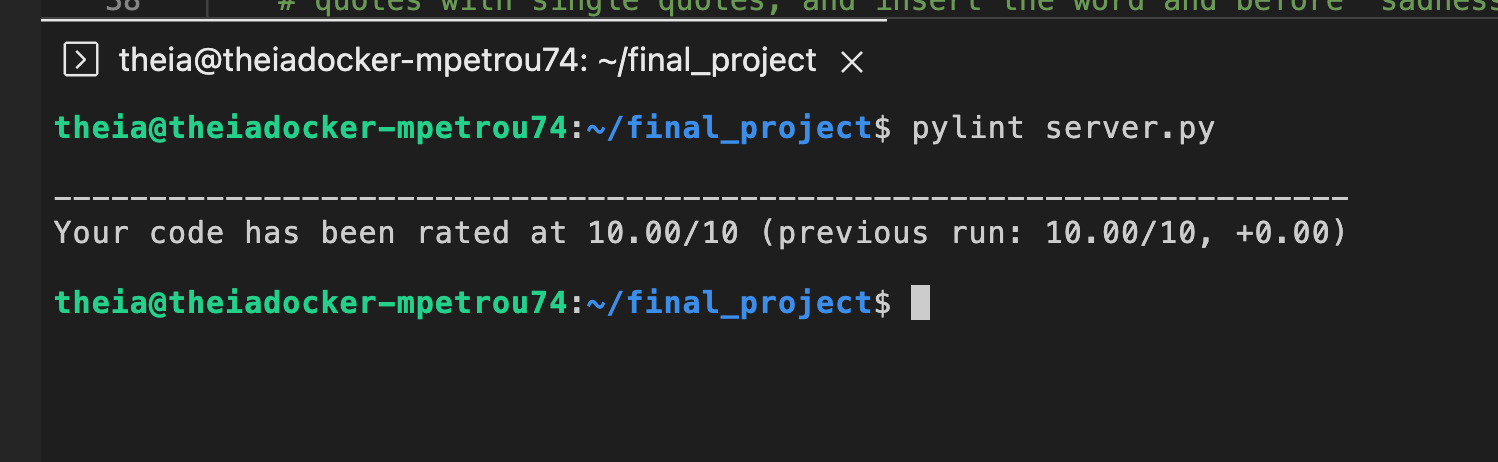 38 # quotes with single quotes, and insert the word and before 'sadness
theia@theiadocker-mpetrou74: ~/final_project
theia@theiadocker-mpetrou74:~/final_project$ pylint server.py
--------------------------------------------------------------------
Your code has been rated at 10.00/10 (previous run: 10.00/10, +0.00)
theia@theiadocker-mpetrou74:~/final_project$